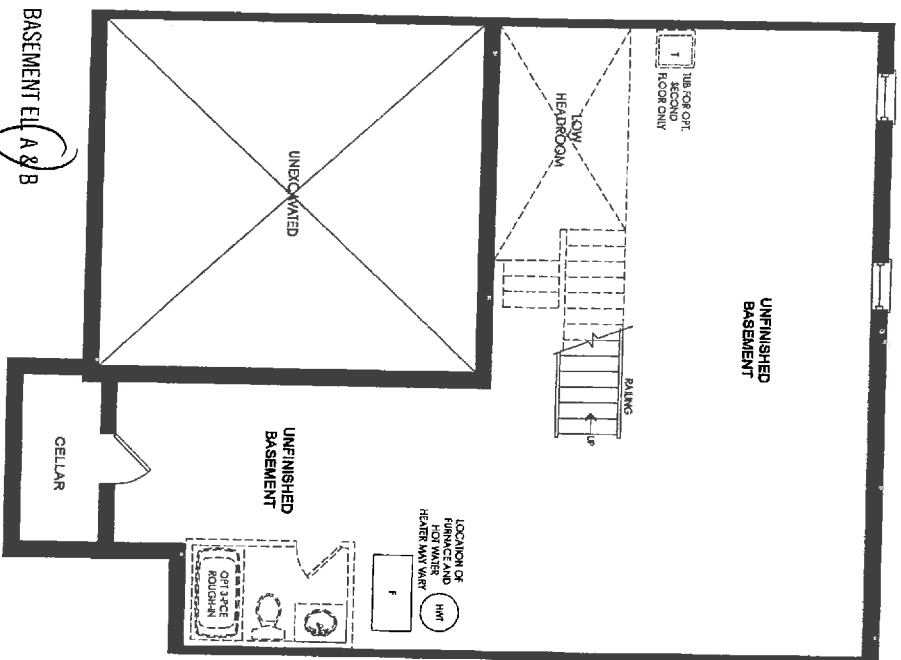 BASEMENT EL A & B
UNEXCAVATED
LOW
HEADROOM
T
TUB FOR OPT.
SECOND
FLOOR ONLY
UNFINISHED
BASEMENT
RAILING
UP
UNFINISHED
BASEMENT
CELLAR
LOCATION OF
FURNACE AND
HOT WATER
HEATER MAY VARY
HWT
F
OPT 3-PCE
ROUGH-IN